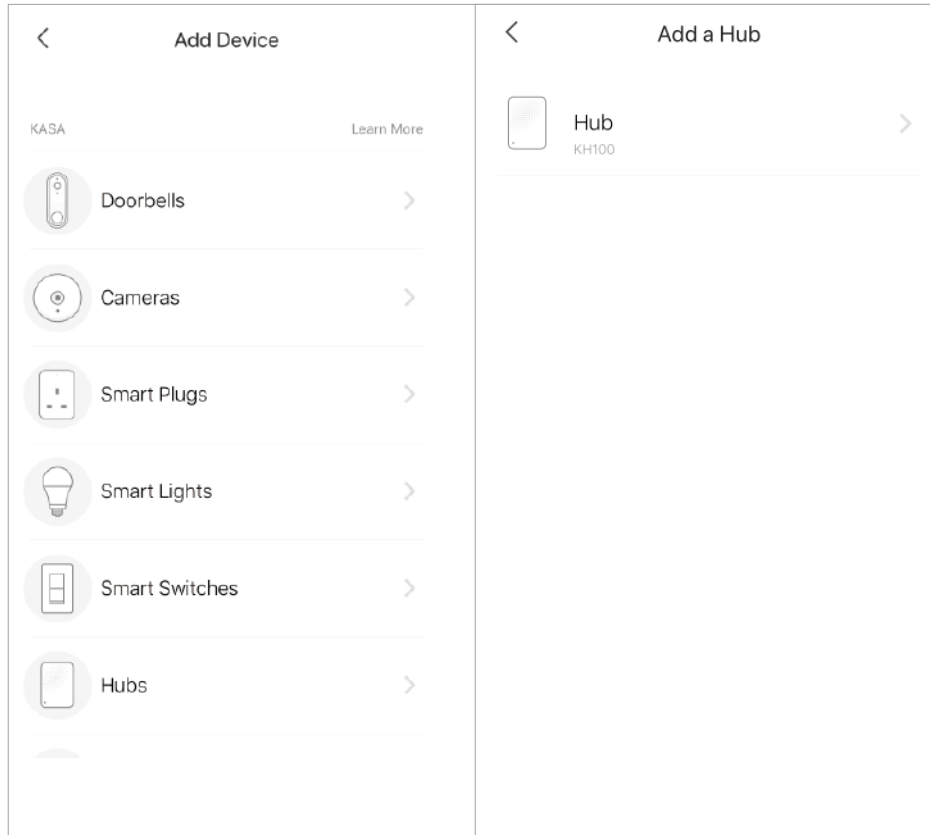 Add Device
KASA Learn More
Doorbells
Cameras
Smart Plugs
Smart Lights
Smart Switches
Hubs
Add a Hub
Hub
KH100